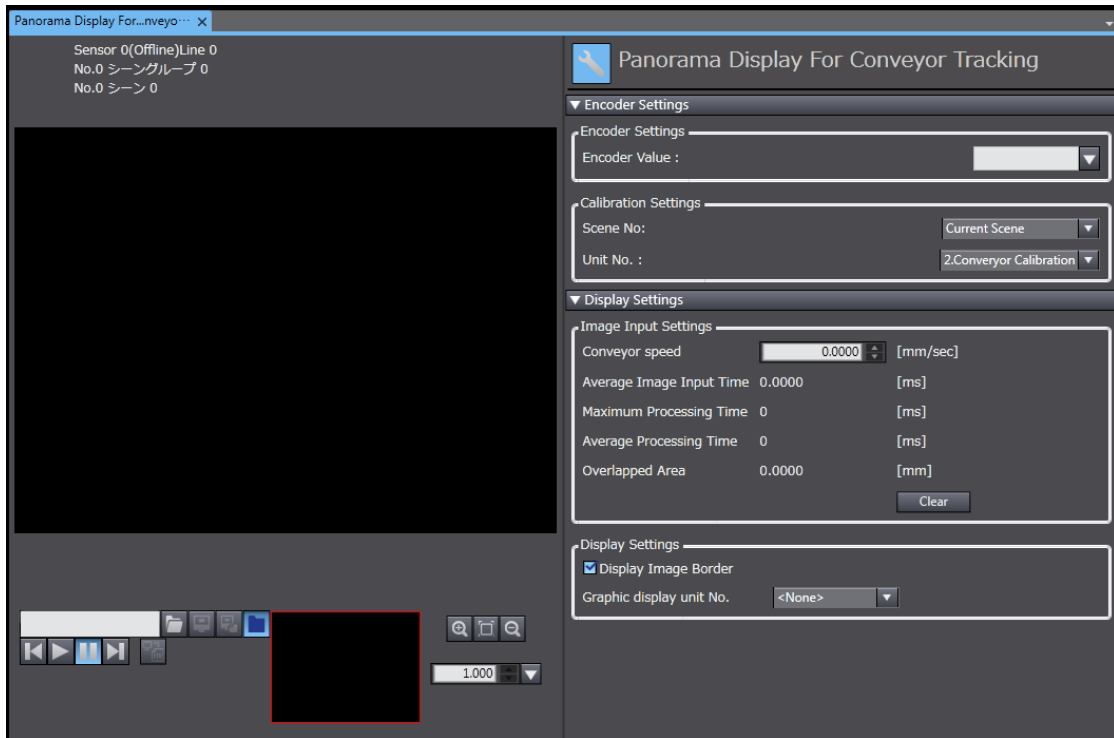 Panorama Display For...nveyo...
Sensor 0(Offline)Line 0
No.0 シーングループ 0
No.0 シーン 0
1.000
Panorama Display For Conveyor Tracking
Encoder Settings
Encoder Settings
Encoder Value :
Calibration Settings
Scene No: Current Scene
Unit No. : 2.Converyor Calibration
Display Settings
Image Input Settings
Conveyor speed 0.0000 [mm/sec]
Average Image Input Time 0.0000 [ms]
Maximum Processing Time 0 [ms]
Average Processing Time 0 [ms]
Overlapped Area 0.0000 [mm]
Clear
Display Settings
Display Image Border
Graphic display unit No. <None>